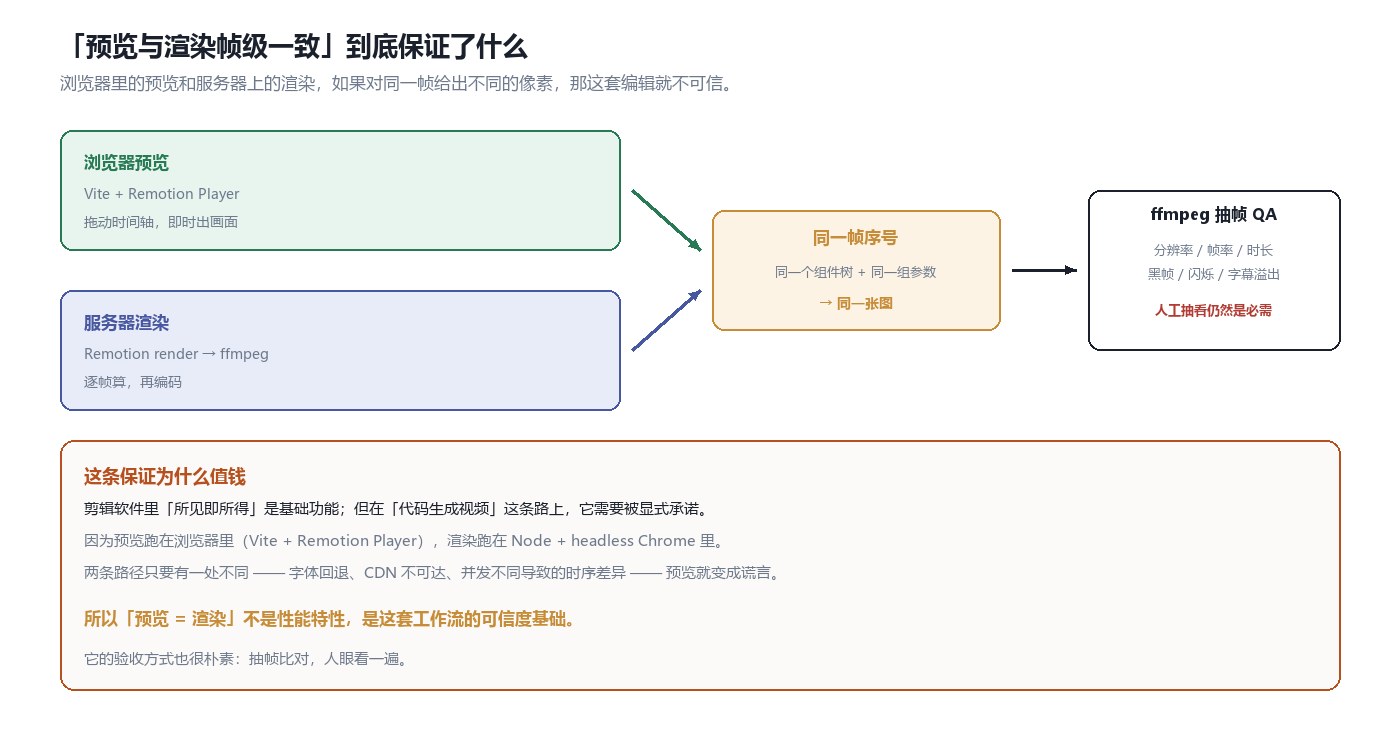 「预览与渲染帧级一致」到底保证了什么
浏览器里的预览和服务器上的渲染，如果对同一帧给出不同的像素，那这套编辑就不可信。
浏览器预览
Vite + Remotion Player
拖动时间轴，即时出画面
服务器渲染
Remotion render → ffmpeg
逐帧算，再编码
同一帧序号
同一个组件树 + 同一组参数
→ 同一张图
ffmpeg 抽帧 QA
分辨率 / 帧率 / 时长
黑帧 / 闪烁 / 字幕溢出
人工抽看仍然是必需
这条保证为什么值钱
剪辑软件里「所见即所得」是基础功能；但在「代码生成视频」这条路上，它需要被显式承诺。
因为预览跑在浏览器里（Vite + Remotion Player），渲染跑在 Node + headless Chrome 里。
两条路径只要有一处不同 —— 字体回退、CDN 不可达、并发不同导致的时序差异 —— 预览就变成谎言。
所以「预览 = 渲染」不是性能特性，是这套工作流的可信度基础。
它的验收方式也很朴素：抽帧比对，人眼看一遍。